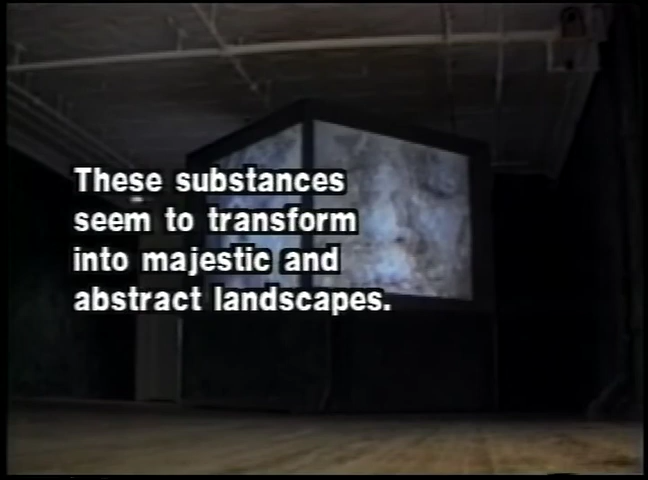 These substances
seem to transform
into majestic and
abstract landscapes.